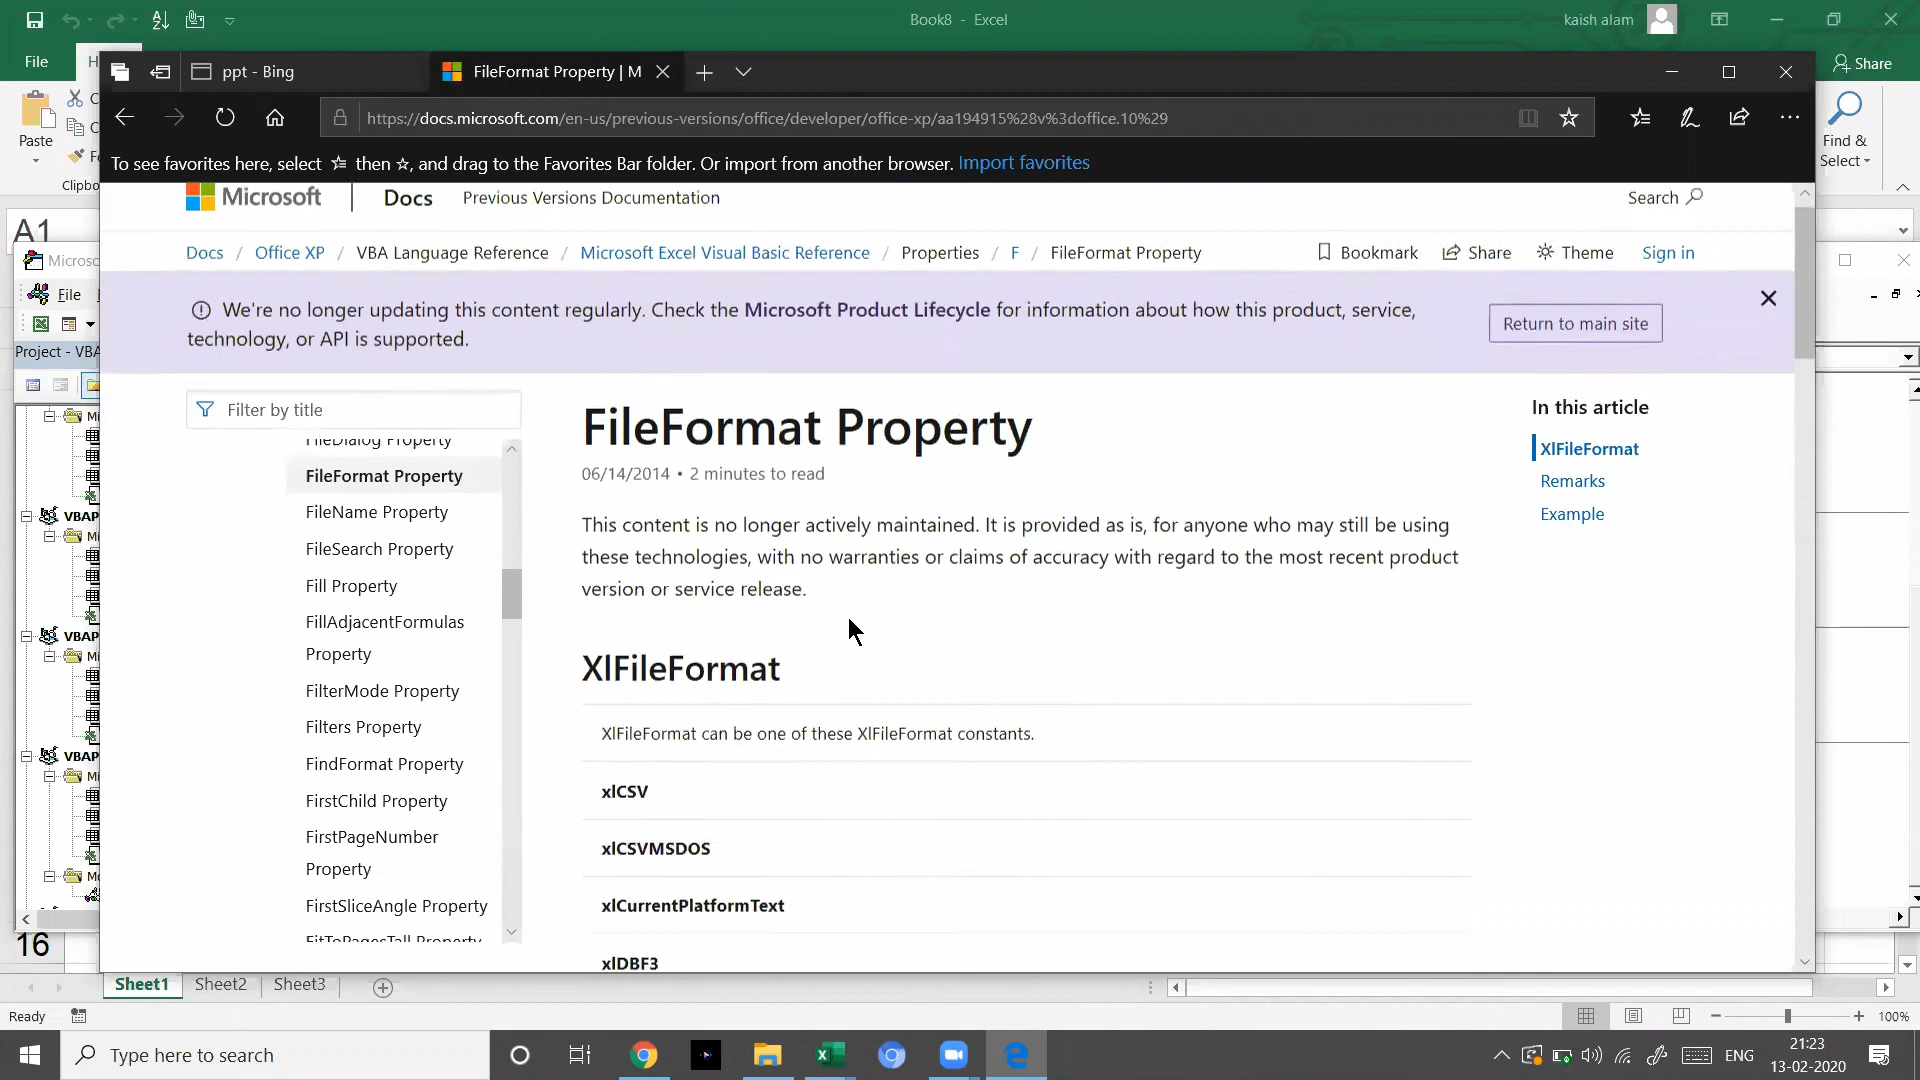 Book8 - Excel
kaish alam
File
Share
Paste
Find &
Select
Clipbo
A1
ppt - Bing
FileFormat Property | M
https://docs.microsoft.com/en-us/previous-versions/office/developer/office-xp/aa194915%28v%3doffice.10%29
To see favorites here, select then , and drag to the Favorites Bar folder. Or import from another browser. Import favorites
Microsoft
Docs
Previous Versions Documentation
Search
Docs / Office XP / VBA Language Reference / Microsoft Excel Visual Basic Reference / Properties / F / FileFormat Property
Bookmark
Share
Theme
Sign in
We're no longer updating this content regularly. Check the Microsoft Product Lifecycle for information about how this product, service,
technology, or API is supported.
Return to main site
Filter by title
FileDialog Property
FileFormat Property
FileName Property
FileSearch Property
Fill Property
FillAdjacentFormulas
Property
FilterMode Property
Filters Property
FindFormat Property
FirstChild Property
FirstPageNumber
Property
FirstSliceAngle Property
FitToPagesTall Property
FileFormat Property
06/14/2014 • 2 minutes to read
This content is no longer actively maintained. It is provided as is, for anyone who may still be using
these technologies, with no warranties or claims of accuracy with regard to the most recent product
version or service release.
XlFileFormat
XlFileFormat can be one of these XlFileFormat constants.
xlCSV
xlCSVMSDOS
xlCurrentPlatformText
xlDBF3
In this article
XlFileFormat
Remarks
Example
Microso
File
Project - VBA
Mi
VBAP
Mi
VBAP
Mi
VBAP
Mi
Mo
16
Sheet1
Sheet2
Sheet3
Ready
100%
Type here to search
ENG
21:23
13-02-2020